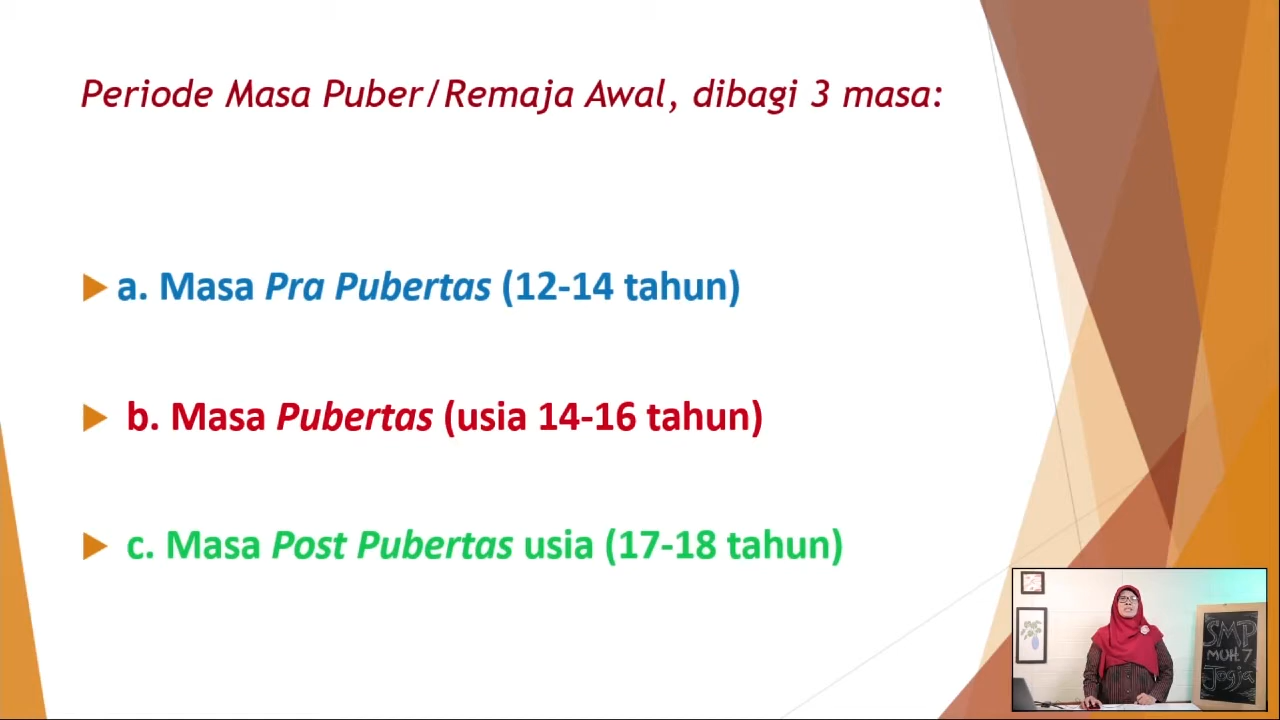 Periode Masa Puber/Remaja Awal, dibagi 3 masa:
a. Masa Pra Pubertas (12-14 tahun)
b. Masa Pubertas (usia 14-16 tahun)
c. Masa Post Pubertas usia (17-18 tahun)
SMP
MUH.7
Jogja